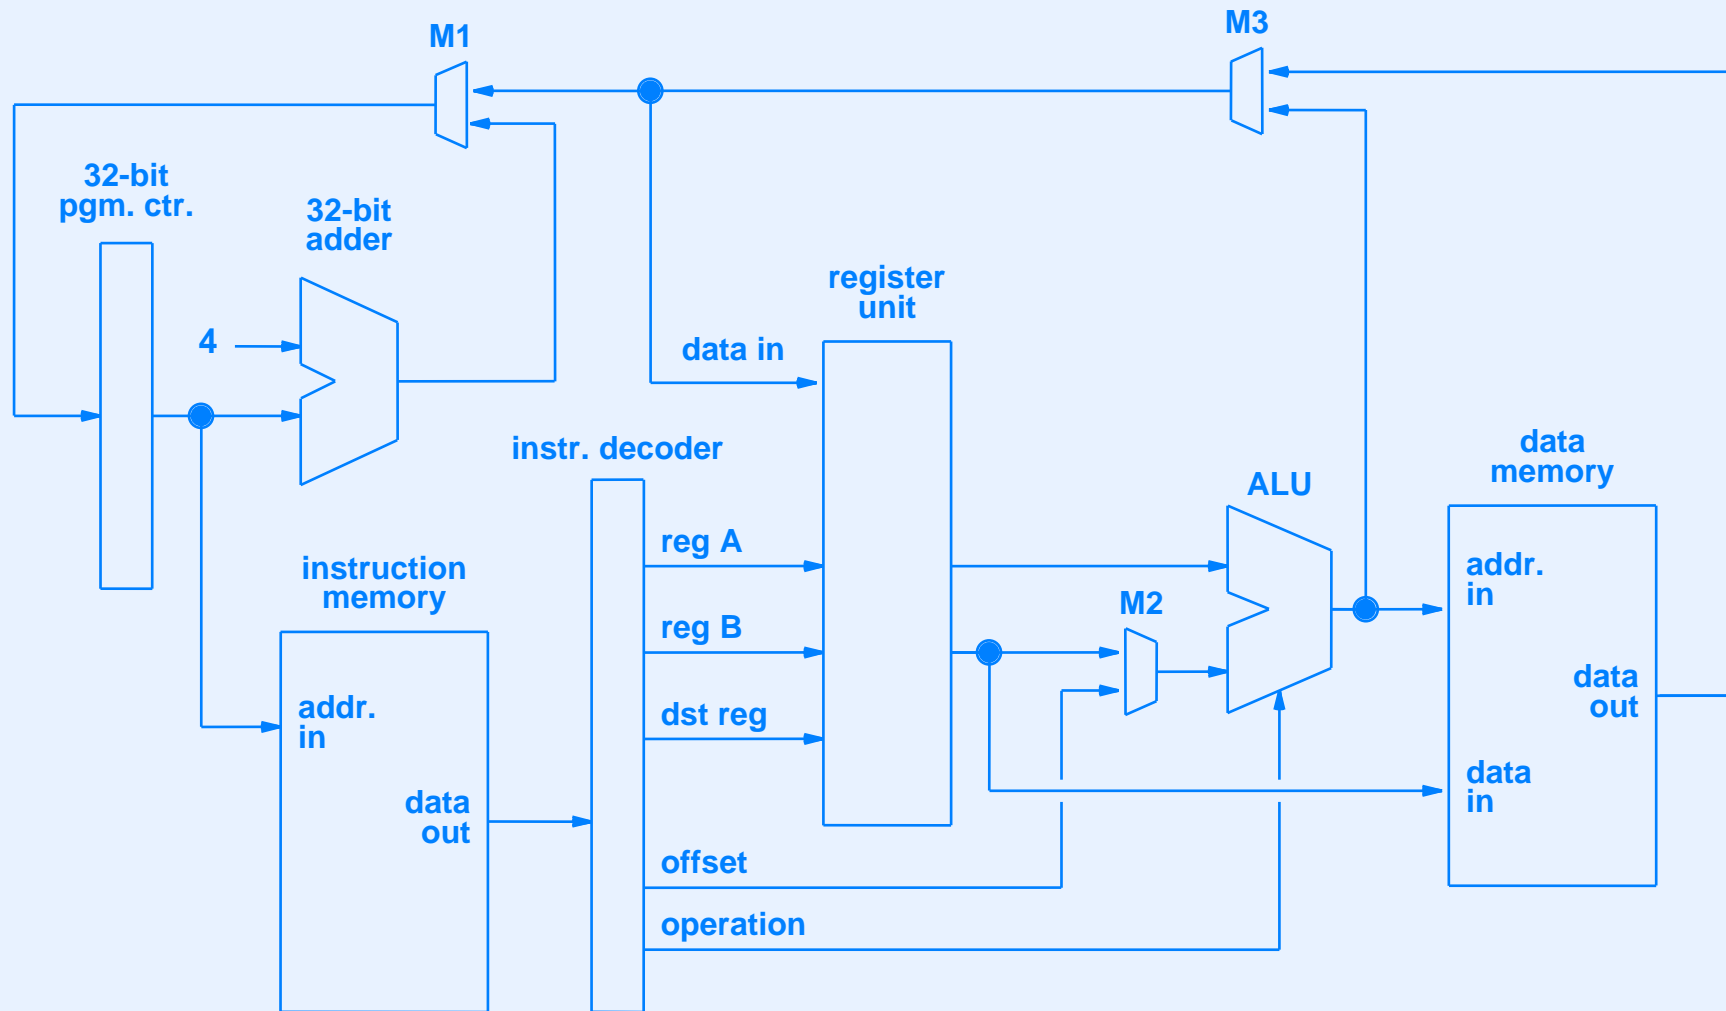 M1
M3
32-bit
pgm. ctr.
32-bit
adder
register
unit
4
data in
instr. decoder
data
memory
ALU
reg A
instruction
memory
addr.
in
M2
reg B
data
out
addr.
in
dst reg
data
in
data
out
offset
operation